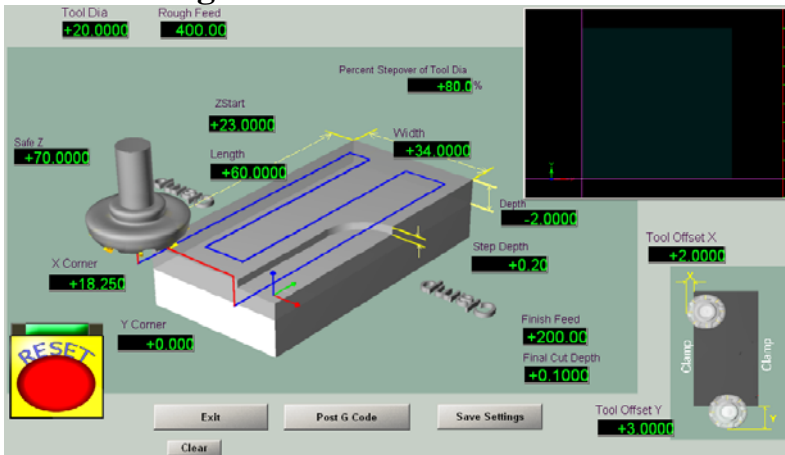 Tool Dia
+20.0000
Rough Feed
400.00
Percent Stepover of Tool Dia
+80.0%
ZStart
+23.0000
Safe Z
+70.0000
Width
+34.0000
Length
+60.0000
Clamp
Depth
-2.0000
Step Depth
+0.20
Clamp
X Corner
+18.250
Y Corner
+0.000
RESET
Finish Feed
+200.00
Final Cut Depth
+0.1000
Tool Offset X
+2.0000
X
Clamp
Clamp
Y
Tool Offset Y
+3.0000
Exit
Post G Code
Save Settings
Clear